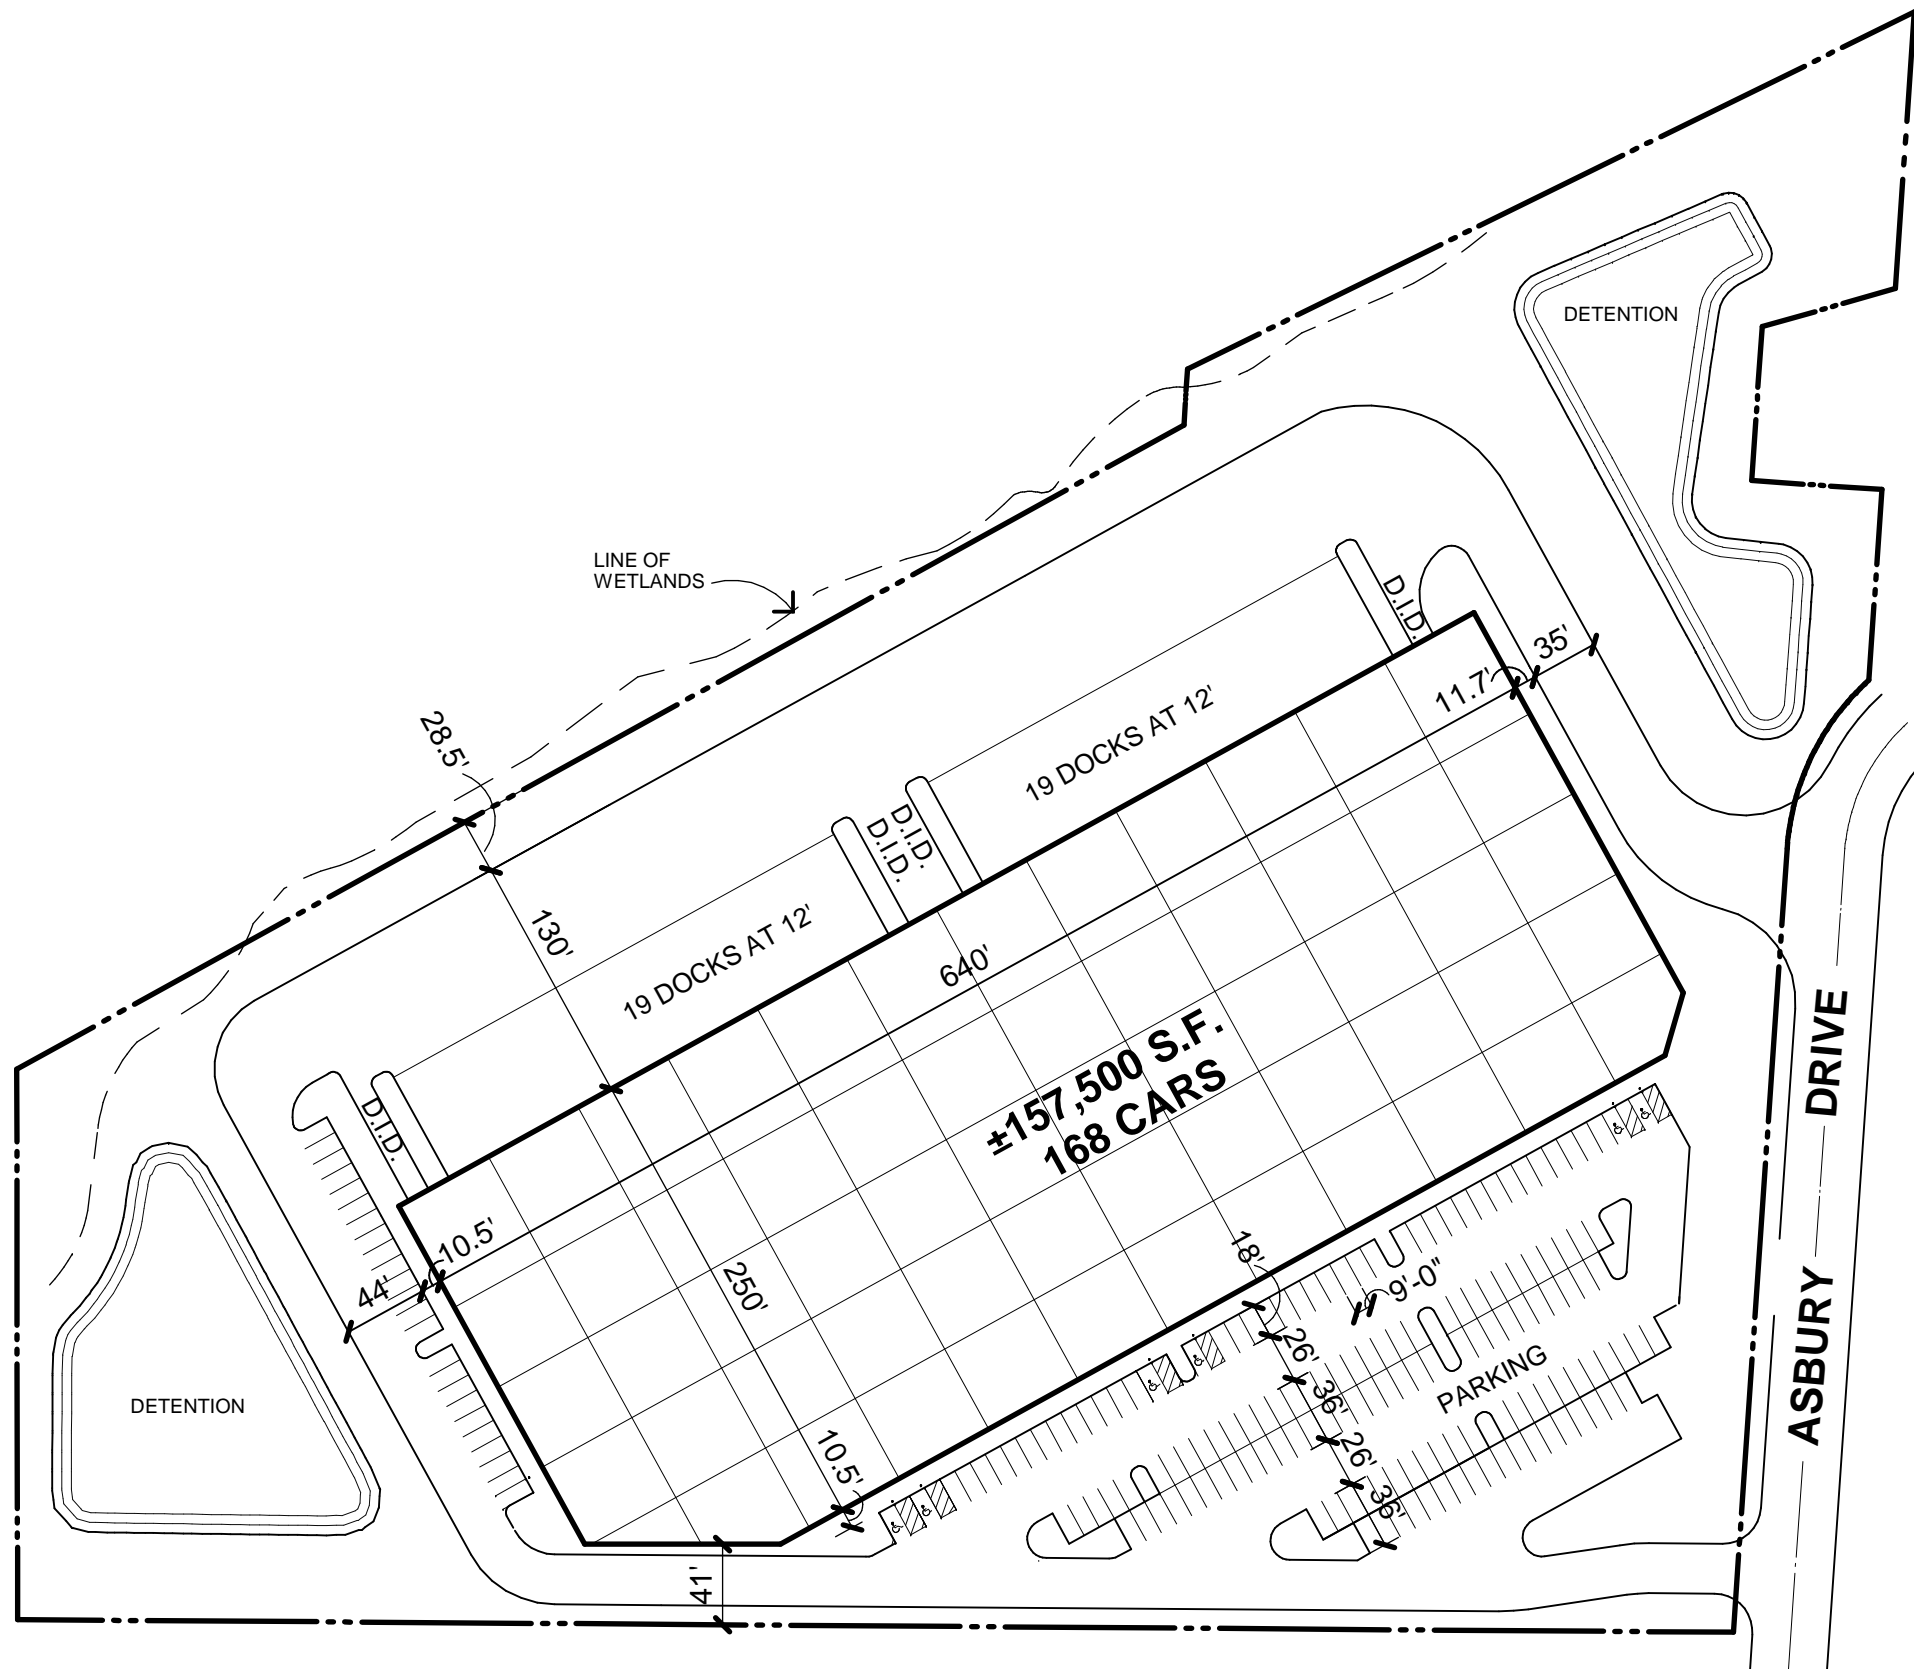 DETENTION
LINE OF
WETLANDS
D.I.D.
35'
11.7'
19 DOCKS AT 12'
28.5'
D.I.D.
D.I.D.
130'
19 DOCKS AT 12'
640'
±157,500 S.F.
168 CARS
D.I.D.
10.5'
44'
250'
18'
9'-0"
26'
36'
26'
36'
PARKING
DETENTION
10.5'
41'
ASBURY DRIVE